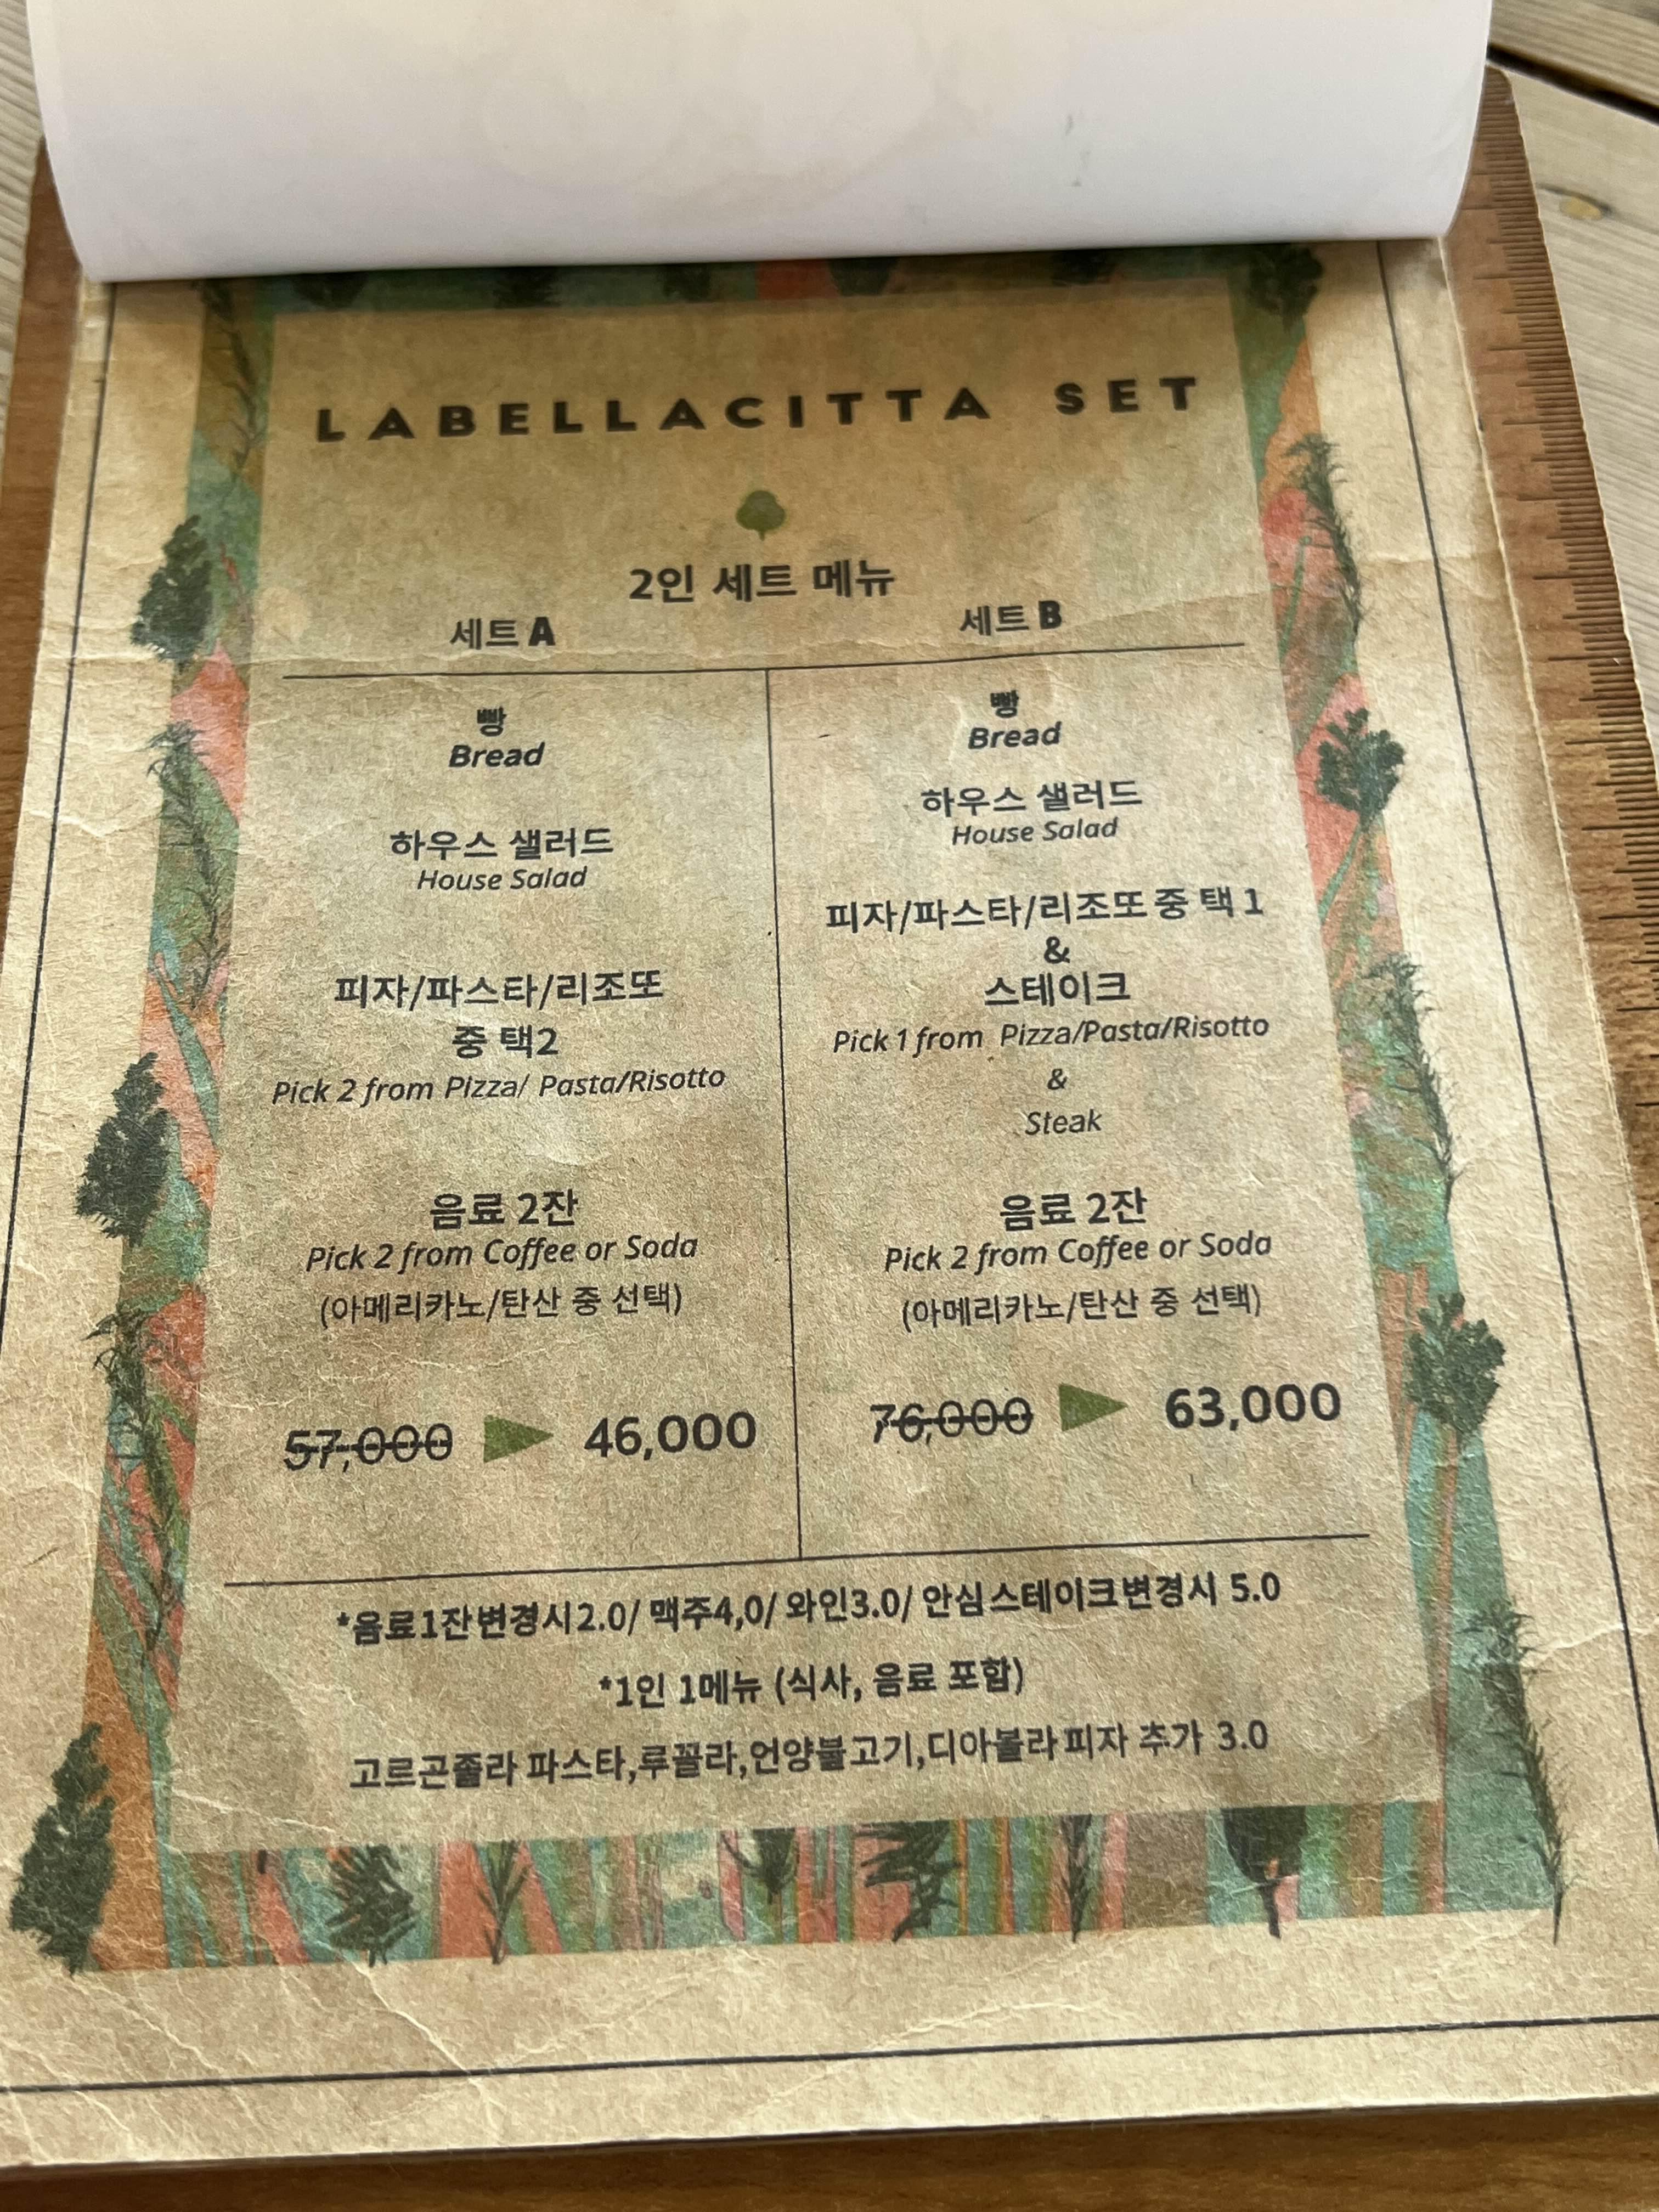 LABELLACITTA SET
2인 세트 메뉴
세트 A
빵
Bread
하우스 샐러드
House Salad
피자/파스타/리조또
중 택2
Pick 2 from Pizza/ Pasta/Risotto
음료 2잔
Pick 2 from Coffee or Soda
(아메리카노/탄산 중 선택)
57,000 ▶ 46,000
세트 B
빵
Bread
하우스 샐러드
House Salad
피자/파스타/리조또 중 택 1
&
스테이크
Pick 1 from Pizza/Pasta/Risotto
&
Steak
음료 2잔
Pick 2 from Coffee or Soda
(아메리카노/탄산 중 선택)
76,000 ▶ 63,000
*음료1잔변경시2.0/ 맥주4,0/ 와인3.0/ 안심스테이크변경시 5.0
*1인 1메뉴 (식사, 음료 포함)
고르곤졸라 파스타,루꼴라,언양불고기,디아볼라피자 추가 3.0